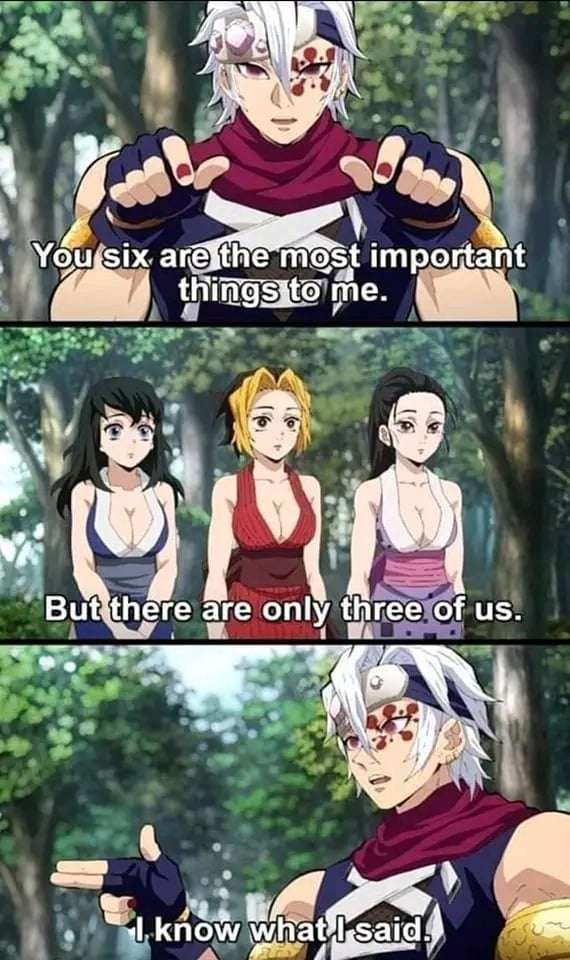 You six are the most important
things to me.
But there are only three of us.
I know what I said.